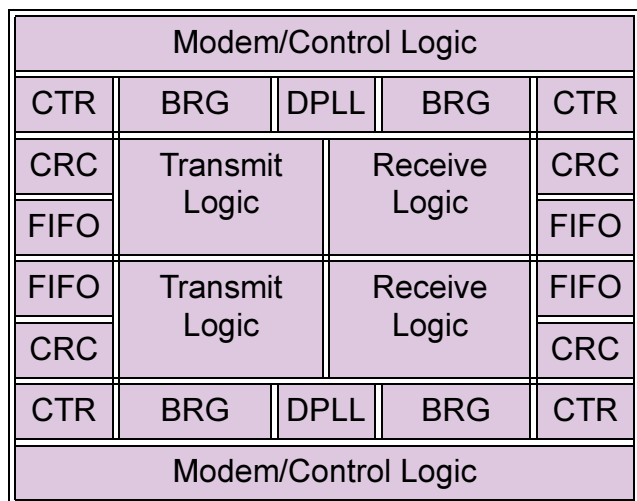 Modem/Control Logic
CTR BRG DPLL BRG CTR
CRC Transmit Logic Receive Logic CRC
FIFO FIFO
FIFO Transmit Logic Receive Logic FIFO
CRC CRC
CTR BRG DPLL BRG CTR
Modem/Control Logic